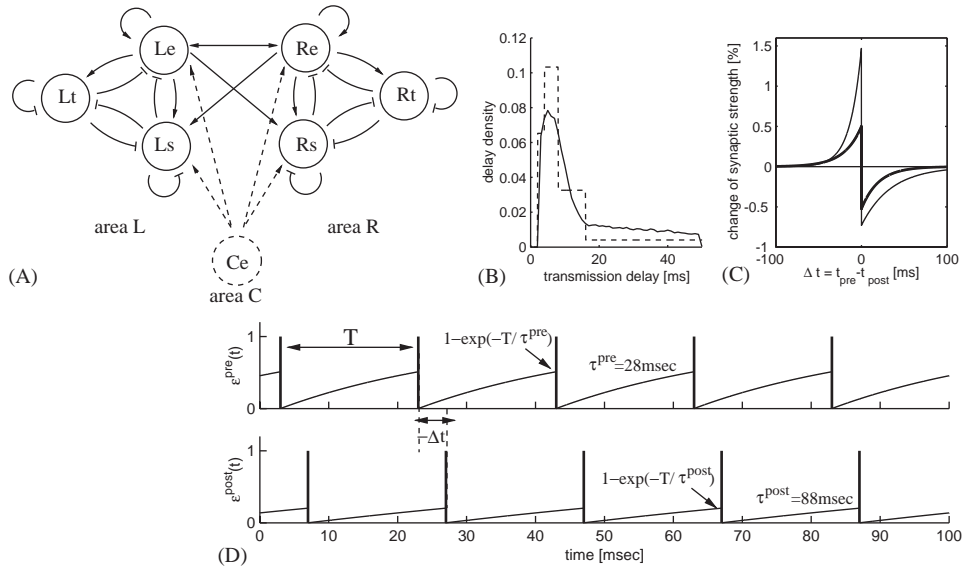 (A)
Le
Re
Lt
Rt
Ls
Rs
area L
area R
Ce
area C
(B)
delay density
0.12
0.1
0.08
0.06
0.04
0.02
0
0
20
40
transmission delay [ms]
(C)
change of synaptic strength [%]
1.5
1.0
0.5
0
-0.5
-1
-100
0
100
Δ t = t_pre-t_post [ms]
(D)
ε^pre(t)
1
0
T
1−exp(−T/ τ^pre)
τ^pre=28msec
−Δt
ε^post(t)
1
0
1−exp(−T/ τ^post)
τ^post=88msec
0 10 20 30 40 50 60 70 80 90 100
time [msec]